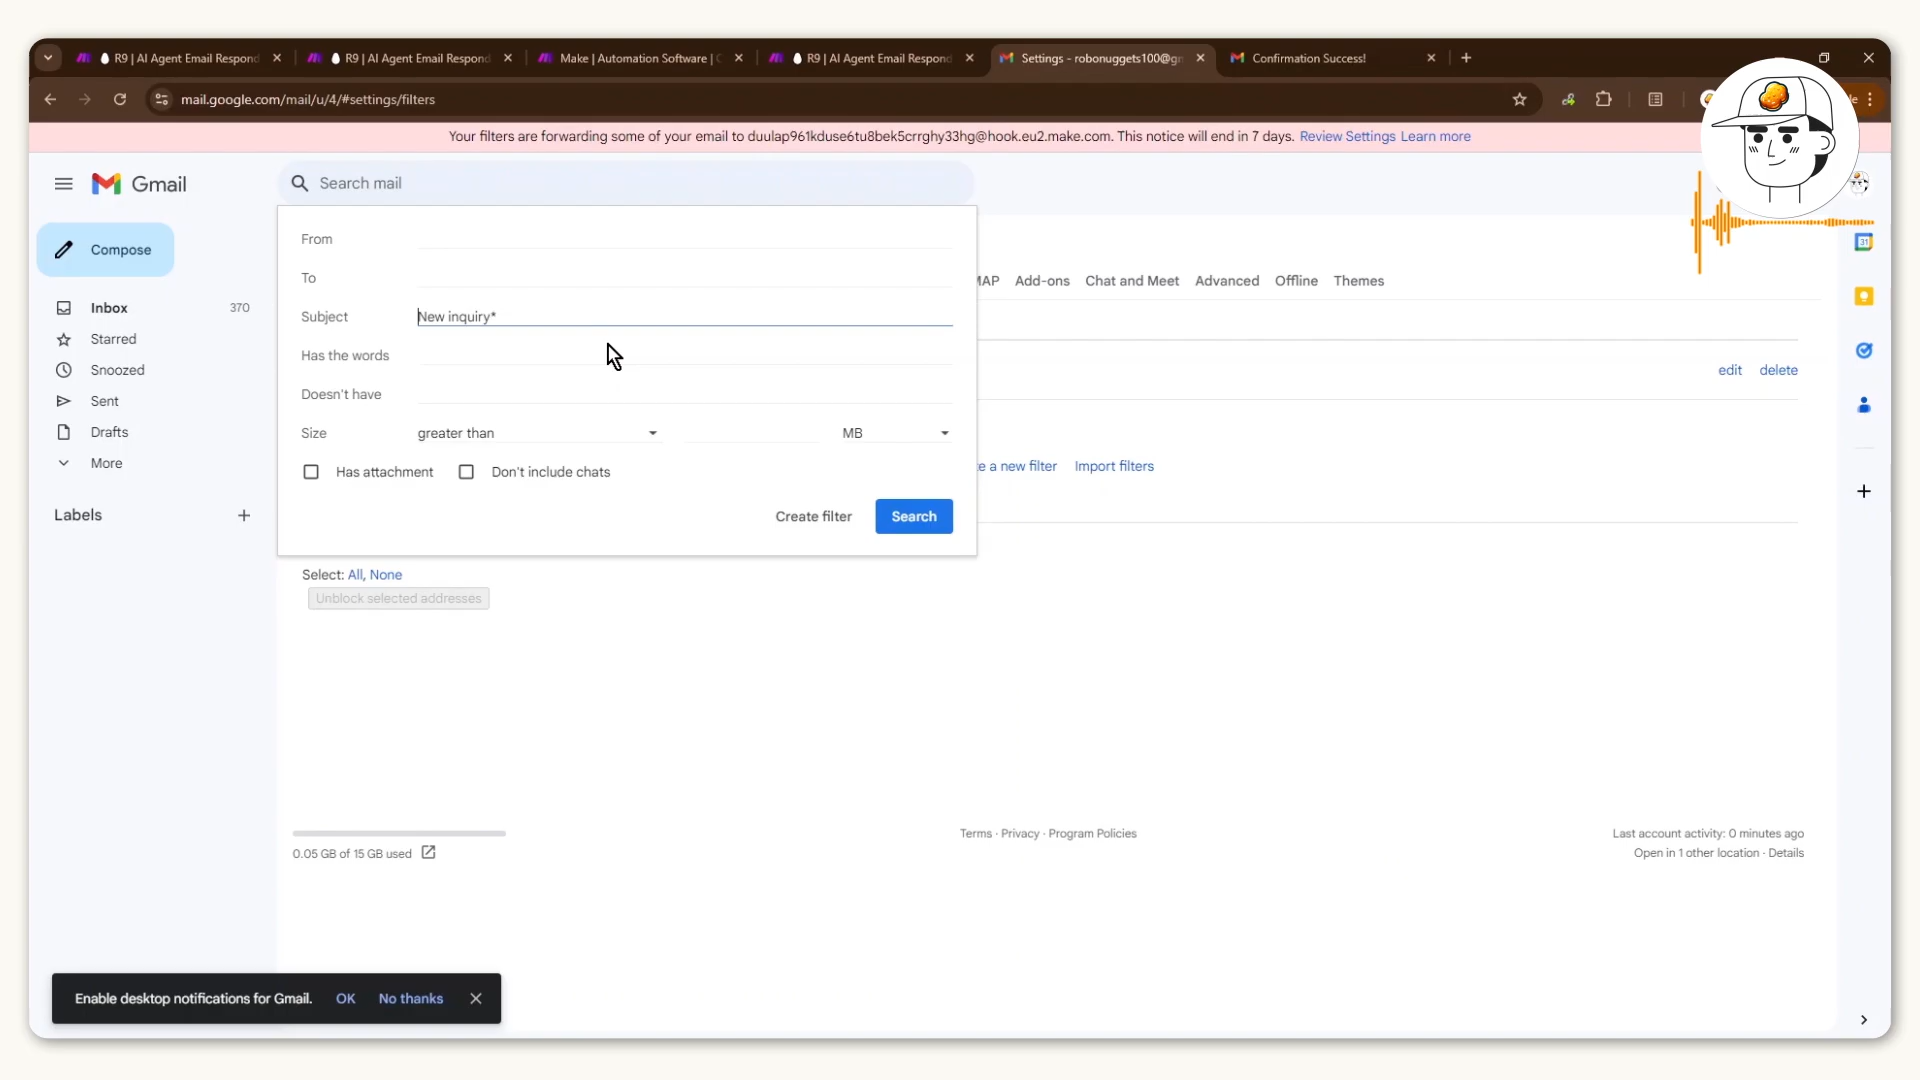 R9 | AI Agent Email Respond
R9 | AI Agent Email Respond
Make | Automation Software | C
R9 | AI Agent Email Respond
Settings - robonuggets100@gm
Confirmation Success!
mail.google.com/mail/u/4/#settings/filters
Your filters are forwarding some of your email to duulap961kduse6tu8bek5crrghy33hg@hook.eu2.make.com. This notice will end in 7 days. Review Settings Learn more
Gmail
Search mail
Compose
Inbox 370
Starred
Snoozed
Sent
Drafts
More
Labels
From
To
Subject New inquiry*
Has the words
Doesn't have
Size greater than MB
Has attachment Don't include chats
Create filter Search
MAP Add-ons Chat and Meet Advanced Offline Themes
edit delete
e a new filter Import filters
31
Select: All, None
Unblock selected addresses
0.05 GB of 15 GB used
Terms · Privacy · Program Policies
Last account activity: 0 minutes ago
Open in 1 other location · Details
Enable desktop notifications for Gmail. OK No thanks